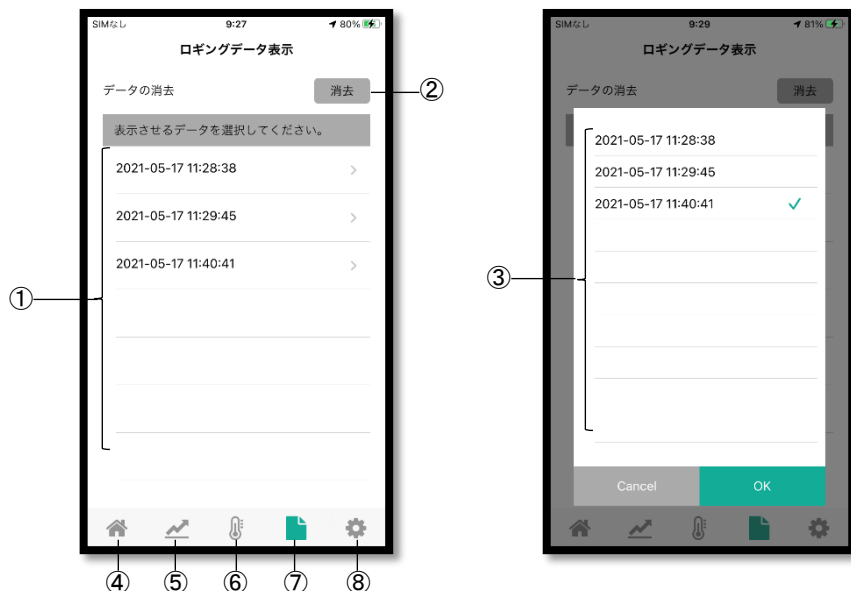 SIMなし 9:27 80%
ロギングデータ表示
データの消去 消去
②
表示させるデータを選択してください。
2021-05-17 11:28:38
2021-05-17 11:29:45
2021-05-17 11:40:41
①
④ ⑤ ⑥ ⑦ ⑧
SIMなし 9:29 81%
ロギングデータ表示
データの消去 消去
2021-05-17 11:28:38
2021-05-17 11:29:45
2021-05-17 11:40:41
③
Cancel OK